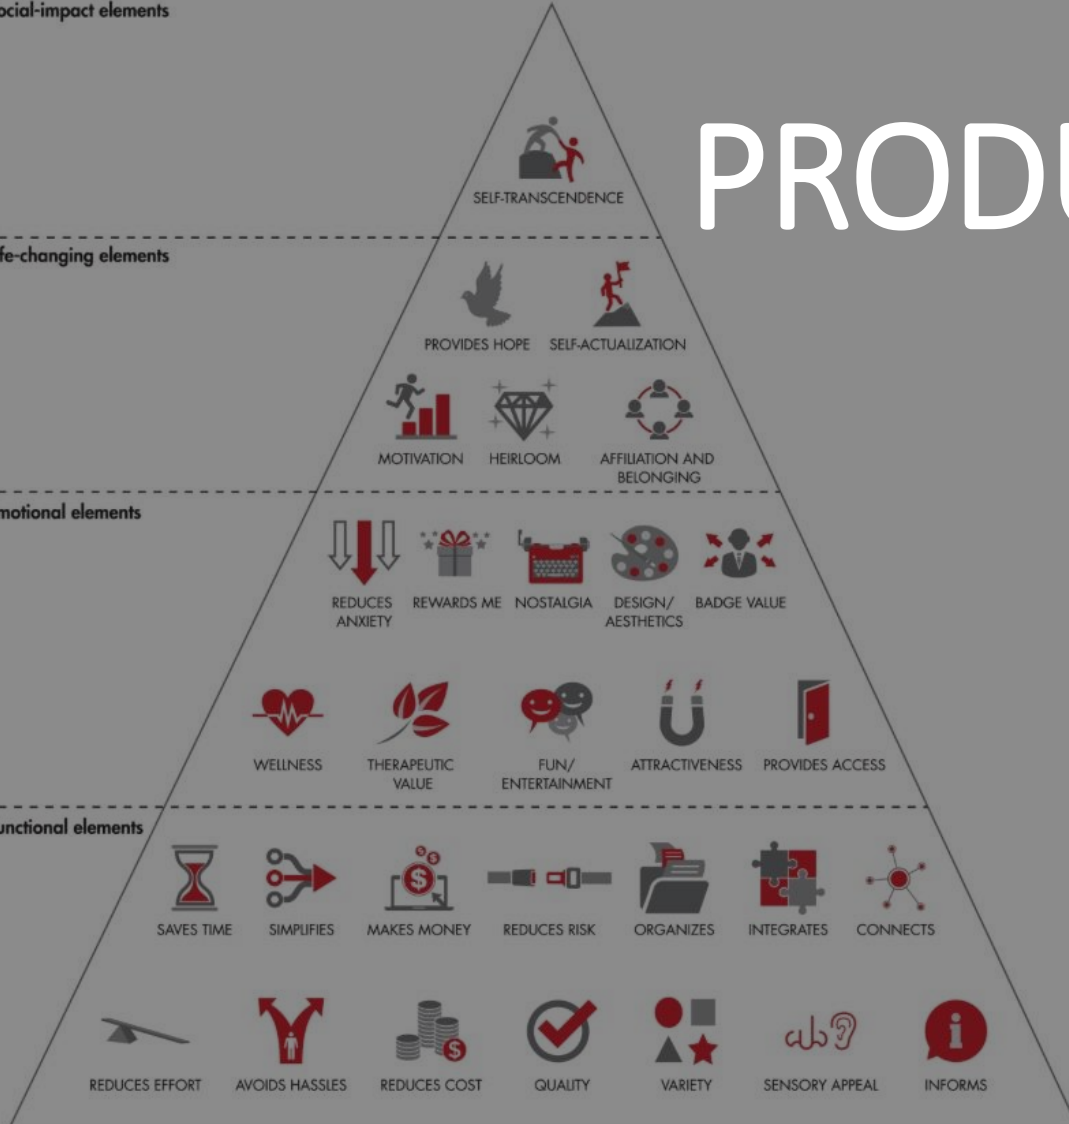 ocial-impact elements
PRODU
SELF-TRANSCENDENCE
fe-changing elements
PROVIDES HOPE SELF-ACTUALIZATION
MOTIVATION HEIRLOOM AFFILIATION AND
BELONGING
motional elements
REDUCES REWARDS ME NOSTALGIA DESIGN/ BADGE VALUE
ANXIETY AESTHETICS
WELLNESS THERAPEUTIC FUN/ ATTRACTIVENESS PROVIDES ACCESS
VALUE ENTERTAINMENT
unctional elements
SAVES TIME SIMPLIFIES MAKES MONEY REDUCES RISK ORGANIZES INTEGRATES CONNECTS
REDUCES EFFORT AVOIDS HASSLES REDUCES COST QUALITY VARIETY SENSORY APPEAL INFORMS